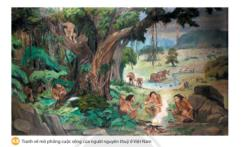 Tranh vẽ mô phỏng cuộc sống của người nguyên thuỷ ở Việt Nam